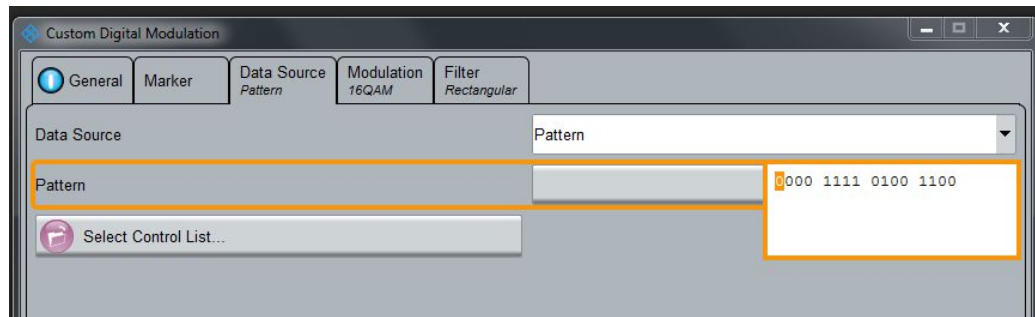 Custom Digital Modulation
General
Marker
Data Source
Pattern
Modulation
16QAM
Filter
Rectangular
Data Source
Pattern
Pattern
0000 1111 0100 1100
Select Control List...